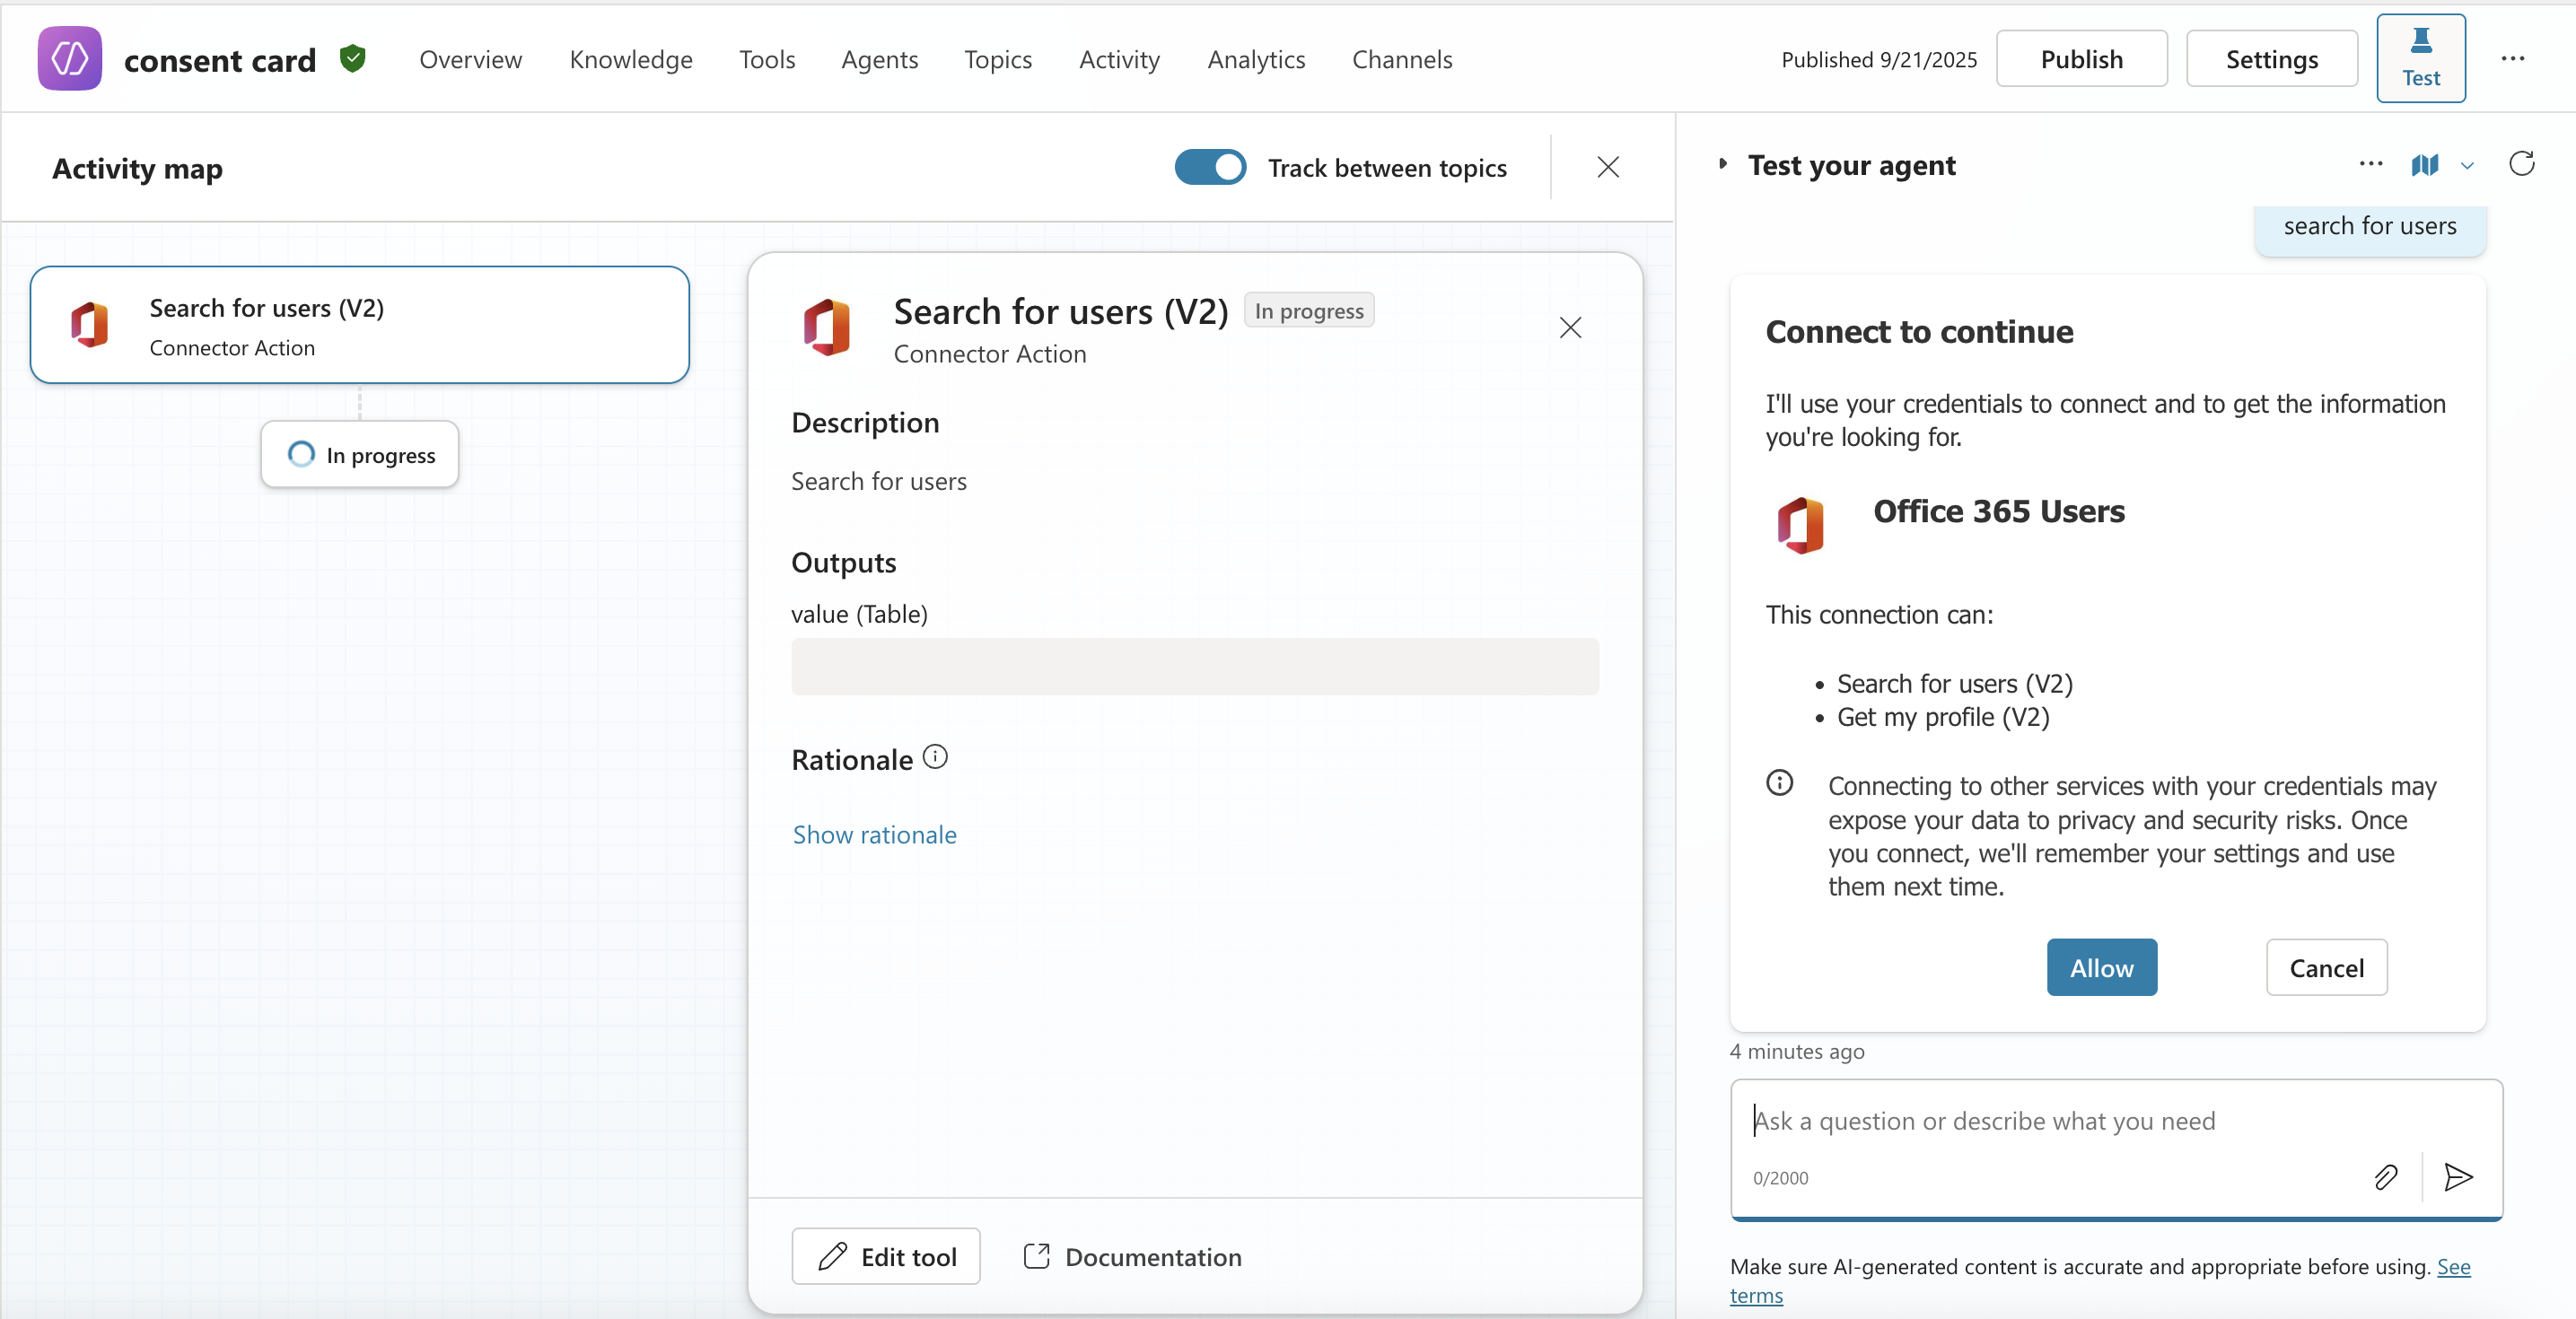 consent card
Overview
Knowledge
Tools
Agents
Topics
Activity
Analytics
Channels
Published 9/21/2025
Publish
Settings
Test
Activity map
Track between topics
Search for users (V2)
Connector Action
In progress
Search for users (V2)
In progress
Connector Action
Description
Search for users
Outputs
value (Table)
Rationale
Show rationale
Edit tool
Documentation
Test your agent
search for users
Connect to continue
I'll use your credentials to connect and to get the information
you're looking for.
Office 365 Users
This connection can:
• Search for users (V2)
• Get my profile (V2)
Connecting to other services with your credentials may
expose your data to privacy and security risks. Once
you connect, we'll remember your settings and use
them next time.
Allow
Cancel
4 minutes ago
Ask a question or describe what you need
0/2000
Make sure AI-generated content is accurate and appropriate before using. See
terms